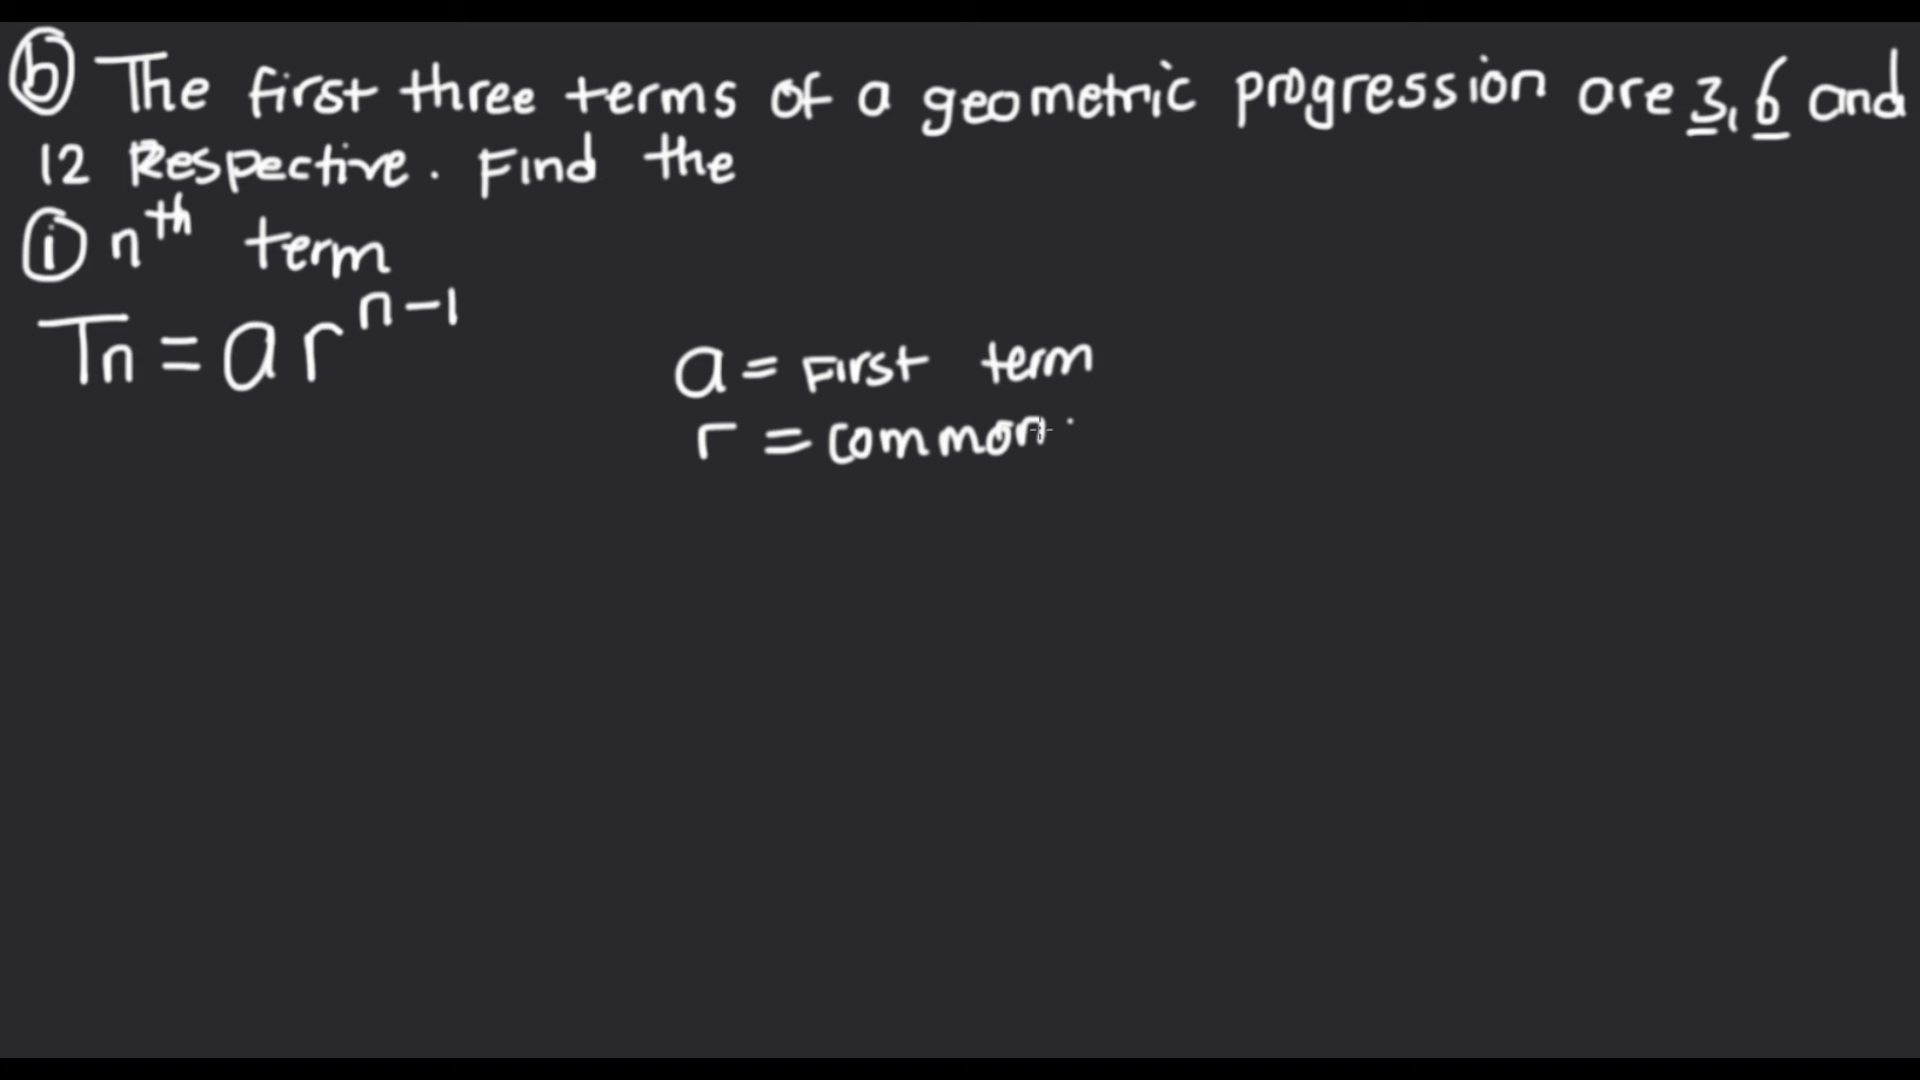 b The first three terms of a geometric progression are 3, 6 and
12 Respective. Find the
i nth term
Tn = a r^n-1
a = First term
r = common